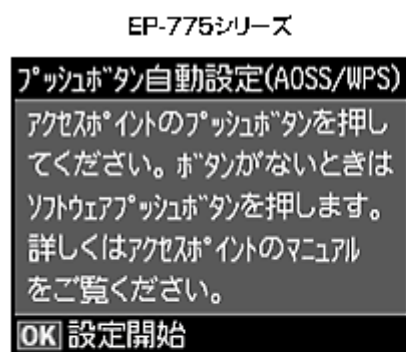 EP-775シリーズ
プッシュボタン自動設定(AOSS/WPS)
アクセスポイントのプッシュボタンを押し
てください。ボタンがないときは
ソフトウェアプッシュボタンを押します。
詳しくはアクセスポイントのマニュアル
をご覧ください。
OK 設定開始